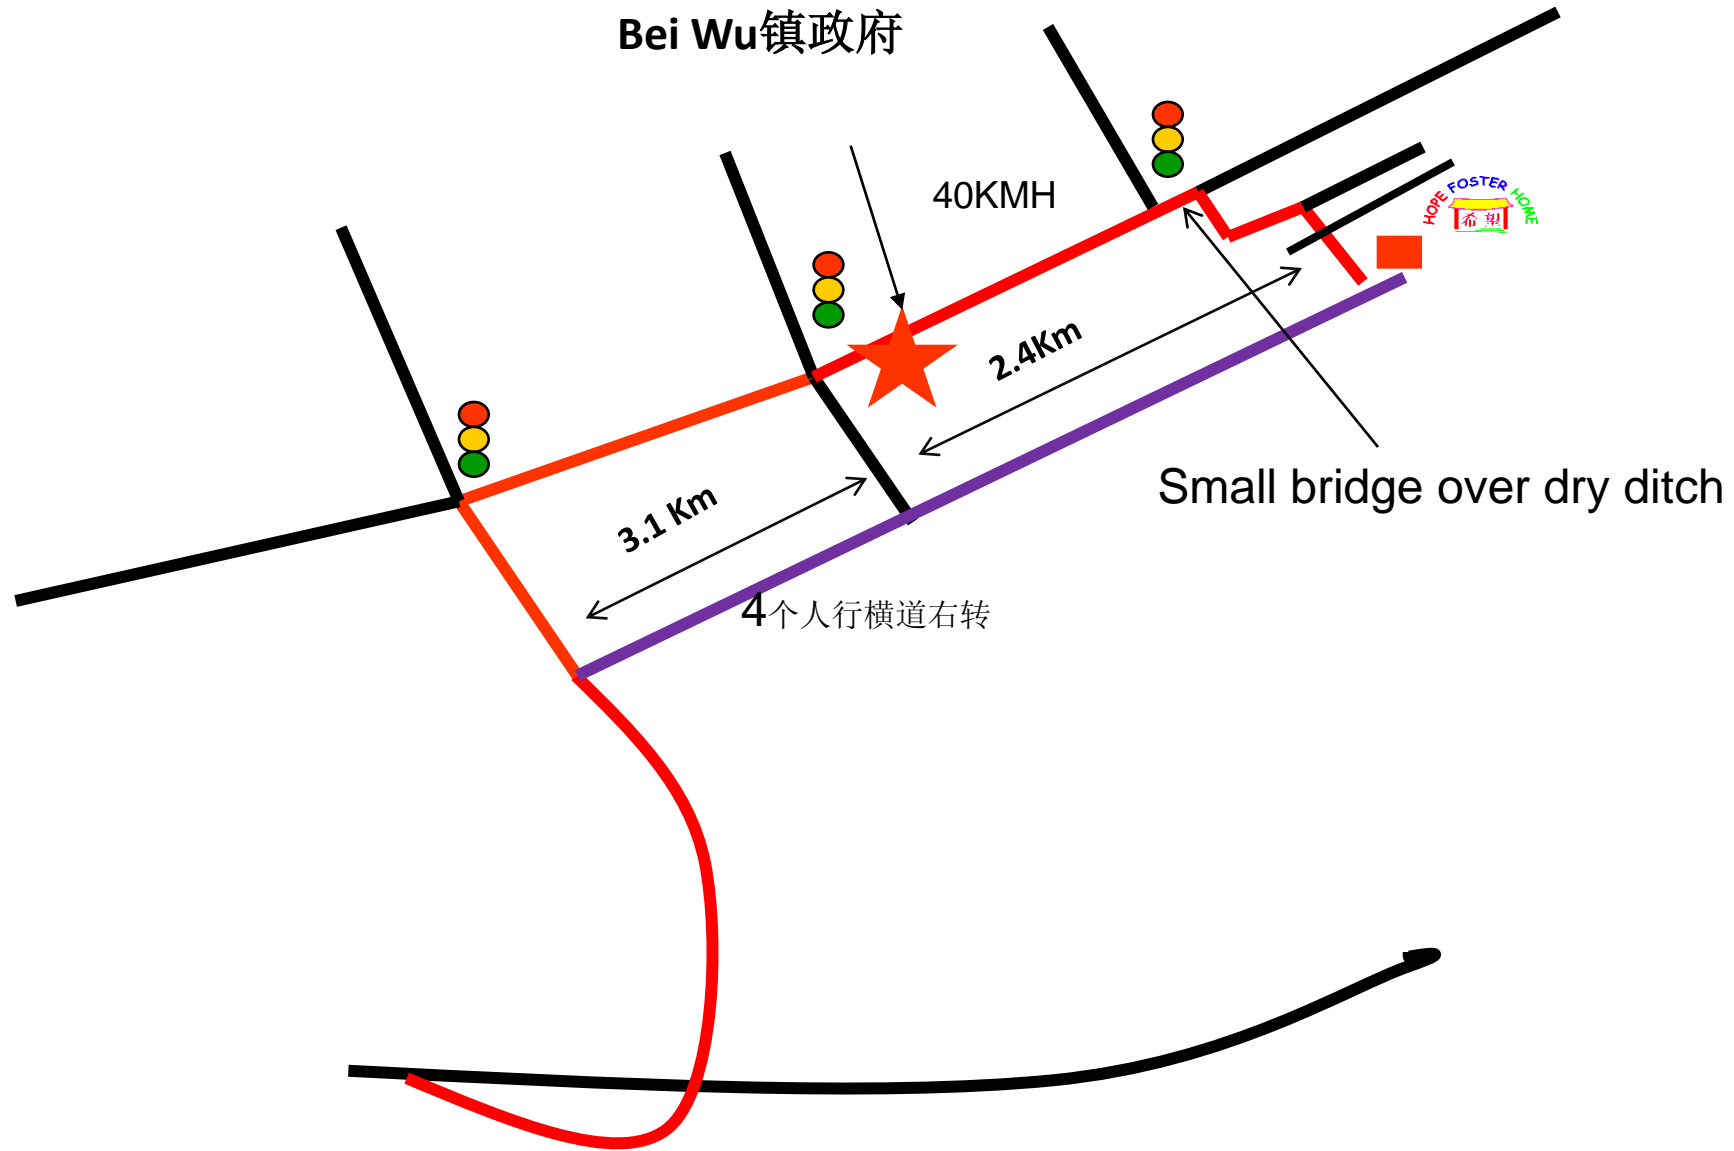 Bei Wu镇政府
40KMH
HOPE FOSTER HOME
希望
2.4Km
Small bridge over dry ditch
3.1 Km
4个人行横道右转